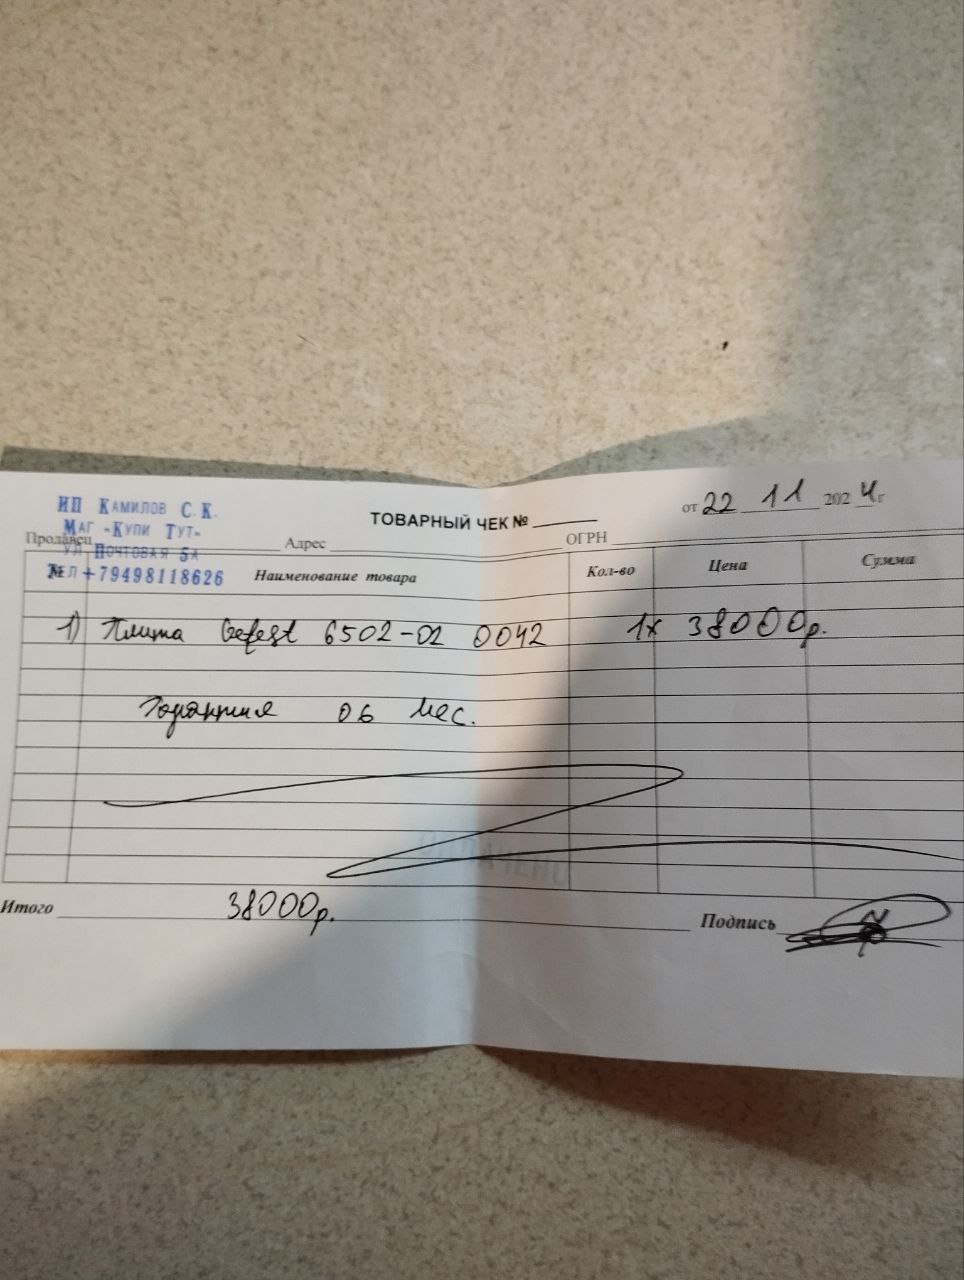 ИП КАМИЛОВ С.К.
МАГ «КУПИ ТУТ»
УЛ ПОЧТОВАЯ 5А
ТЕЛ +79498118626
ТОВАРНЫЙ ЧЕК № от 22 11 2024г
Продавец Адрес ОГРН
№ Наименование товара Кол-во Цена Сумма
1) Плита Gefest 6502-02 0042 1х 38000р.
Гарантия 06 мес.
ОПЛАЧЕНО
Итого 38000р. Подпись